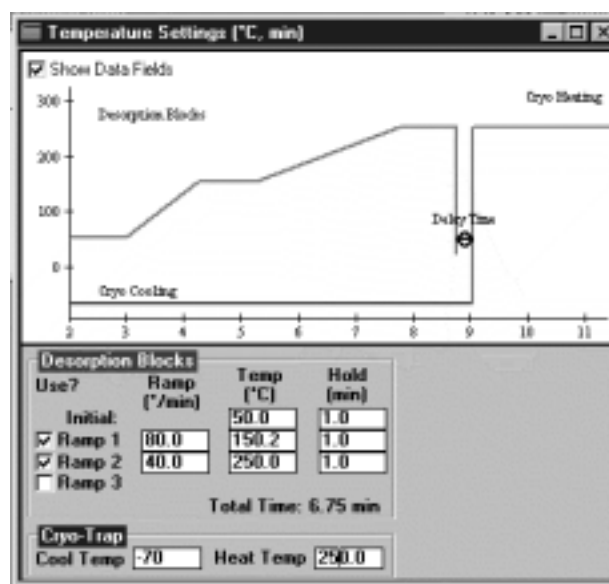 Temperature Settings (°C, min)
Show Data Fields
300
Cryo Heating
Desorption Blocks
200
100
Delay Time
0
Cryo Cooling
2 3 4 5 6 7 8 9 10 11
Desorption Blocks
Use? Ramp (°/min) Temp (°C) Hold (min)
Initial: 50.0 1.0
Ramp 1 80.0 150.2 1.0
Ramp 2 40.0 250.0 1.0
Ramp 3
Total Time: 6.75 min
Cryo-Trap
Cool Temp -70 Heat Temp 250.0